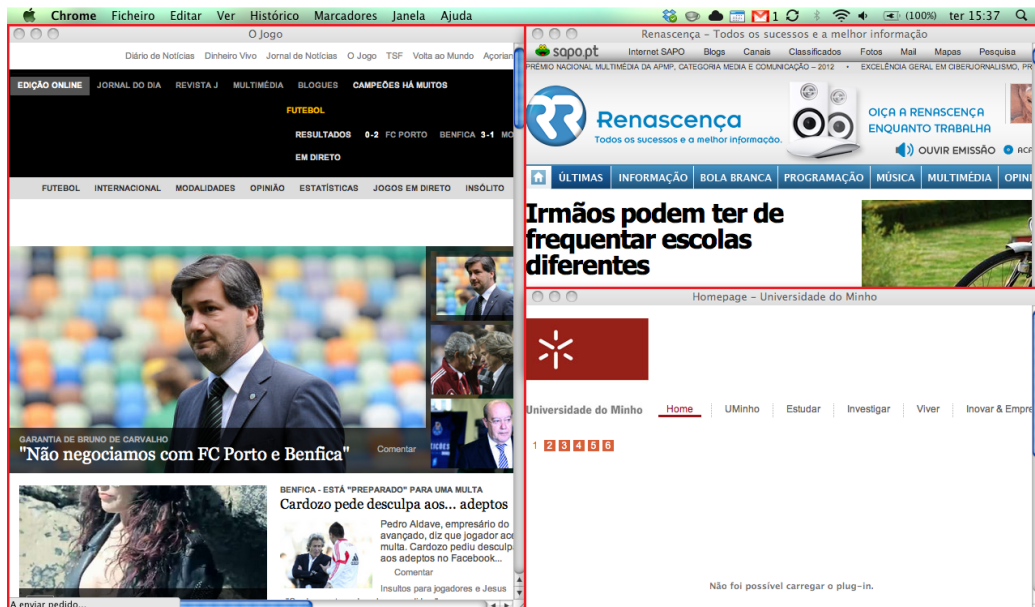 Chrome Ficheiro Editar Ver Histórico Marcadores Janela Ajuda
1 (100%) ter 15:37
O Jogo
Diário de Notícias Dinheiro Vivo Jornal de Notícias O Jogo TSF Volta ao Mundo Açorian
EDIÇÃO ONLINE JORNAL DO DIA REVISTA J MULTIMÉDIA BLOGUES CAMPEÕES HÁ MUITOS
FUTEBOL
RESULTADOS 0-2 FC PORTO BENFICA 3-1 MO
EM DIRETO
FUTEBOL INTERNACIONAL MODALIDADES OPINIÃO ESTATÍSTICAS JOGOS EM DIRETO INSÓLITO
GARANTIA DE BRUNO DE CARVALHO
"Não negociamos com FC Porto e Benfica"
Comentar
BENFICA - ESTÁ "PREPARADO" PARA UMA MULTA
Cardozo pede desculpa aos... adeptos
Pedro Aldave, empresário do
avançado, diz que jogador ace
multa. Cardozo pediu desculpa
aos adeptos no Facebook...
Comentar
Insultos para jogadores e Jesus
A enviar pedido...
Renascença - Todos os sucessos e a melhor informação
sapo.pt Internet SAPO Blogs Canais Classificados Fotos Mail Mapas Pesquisa
PRÉMIO NACIONAL MULTIMÉDIA DA APMP, CATEGORIA MEDIA E COMUNICAÇÃO – 2012 • EXCELÊNCIA GERAL EM CIBERJORNALISMO, PR
RR
Renascença
Todos os sucessos e a melhor informação.
OIÇA A RENASCENÇA
ENQUANTO TRABALHA
OUVIR EMISSÃO
ÚLTIMAS INFORMAÇÃO BOLA BRANCA PROGRAMAÇÃO MÚSICA MULTIMÉDIA OPINI
Irmãos podem ter de
frequentar escolas
diferentes
Homepage – Universidade do Minho
Universidade do Minho Home UMinho Estudar Investigar Viver Inovar & Empre
1 2 3 4 5 6
Não foi possível carregar o plug-in.